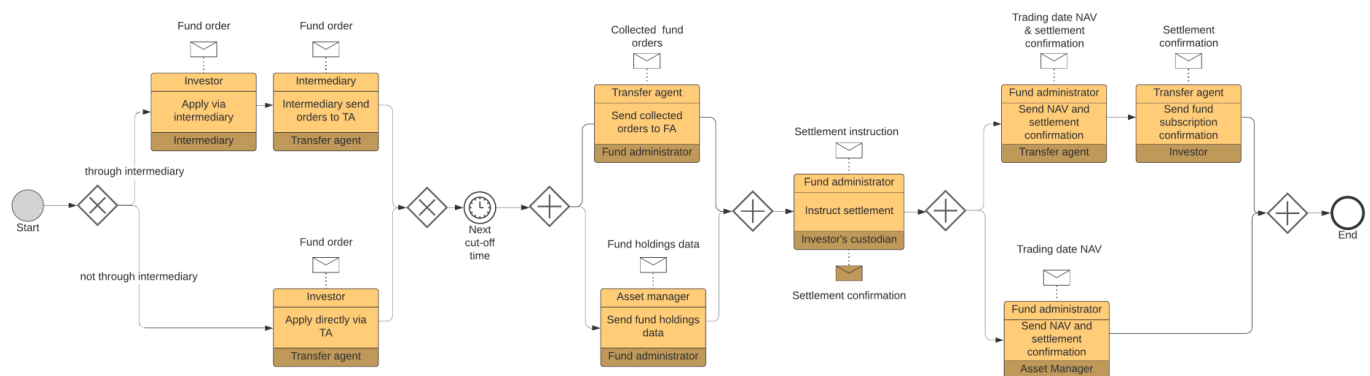 Start
through intermediary
not through intermediary
Fund order
Investor
Apply via
intermediary
Intermediary
Fund order
Intermediary
Intermediary send
orders to TA
Transfer agent
Fund order
Investor
Apply directly via
TA
Transfer agent
Next
cut-off
time
Collected fund
orders
Transfer agent
Send collected
orders to FA
Fund administrator
Fund holdings data
Asset manager
Send fund holdings
data
Fund administrator
Settlement instruction
Fund administrator
Instruct settlement
Investor's custodian
Settlement confirmation
Trading date NAV
& settlement
confirmation
Fund administrator
Send NAV and
settlement
confirmation
Transfer agent
Settlement
confirmation
Transfer agent
Send fund
subscription
confirmation
Investor
Trading date NAV
Fund administrator
Send NAV and
settlement
confirmation
Asset Manager
End